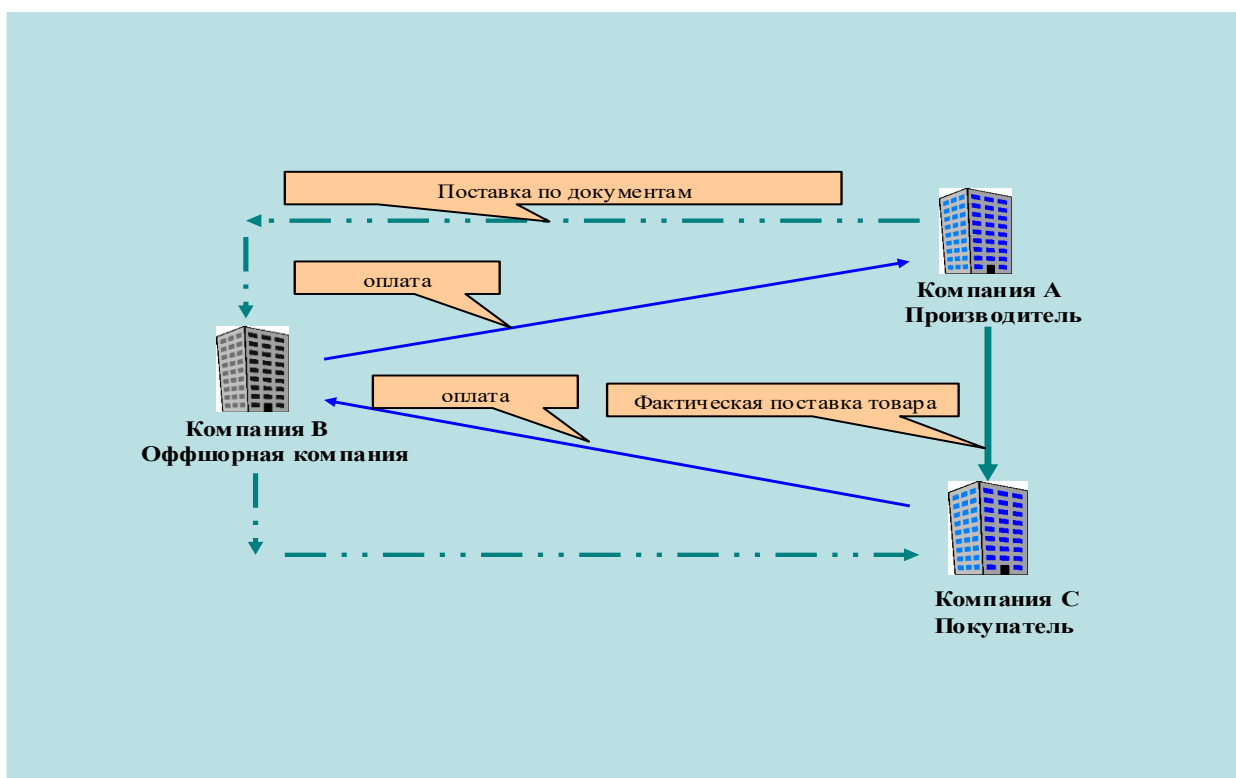 Поставка по документам
оплата
Компания А
Производитель
оплата
Фактическая поставка товара
Компания В
Оффшорная компания
Компания С
Покупатель